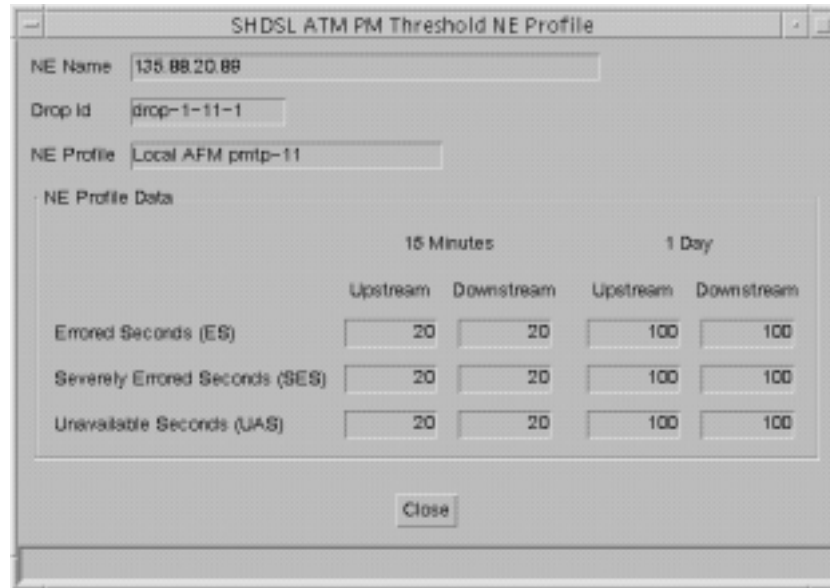 SHDSL ATM PM Threshold NE Profile
NE Name 135.88.20.89
Drop Id drop-1-11-1
NE Profile Local AFM pmtp-11
NE Profile Data
15 Minutes 1 Day
Upstream Downstream Upstream Downstream
Errored Seconds (ES) 20 20 100 100
Severely Errored Seconds (SES) 20 20 100 100
Unavailable Seconds (UAS) 20 20 100 100
Close